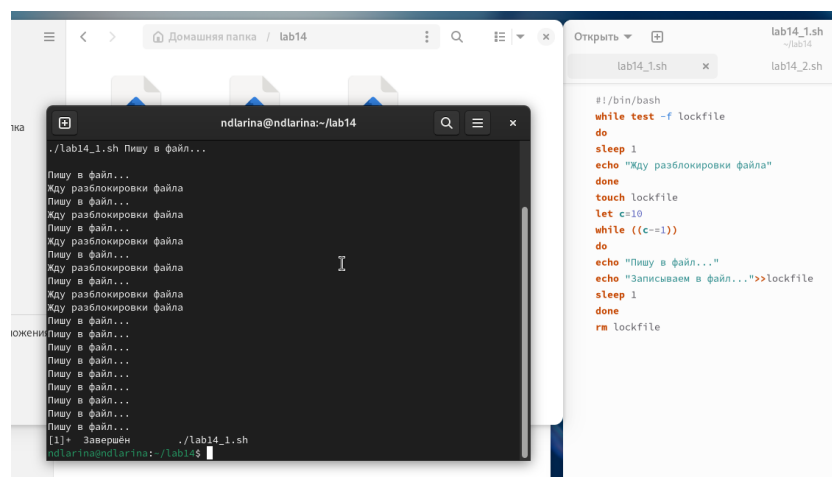 Домашняя папка / lab14
Открыть
lab14_1.sh
~/lab14
lab14_1.sh
lab14_2.sh
ndlarina@ndlarina:~/lab14
./lab14_1.sh Пишу в файл...
Пишу в файл...
Жду разблокировки файла
Пишу в файл...
Жду разблокировки файла
Пишу в файл...
Жду разблокировки файла
Пишу в файл...
Жду разблокировки файла
Пишу в файл...
Жду разблокировки файла
Жду разблокировки файла
Пишу в файл...
Пишу в файл...
Пишу в файл...
Пишу в файл...
Пишу в файл...
Пишу в файл...
Пишу в файл...
Пишу в файл...
Пишу в файл...
[1]+ Завершён ./lab14_1.sh
ndlarina@ndlarina:~/lab14$
#!/bin/bash
while test -f lockfile
do
sleep 1
echo "Жду разблокировки файла"
done
touch lockfile
let c=10
while ((c-=1))
do
echo "Пишу в файл..."
echo "Записываем в файл...">>lockfile
sleep 1
done
rm lockfile